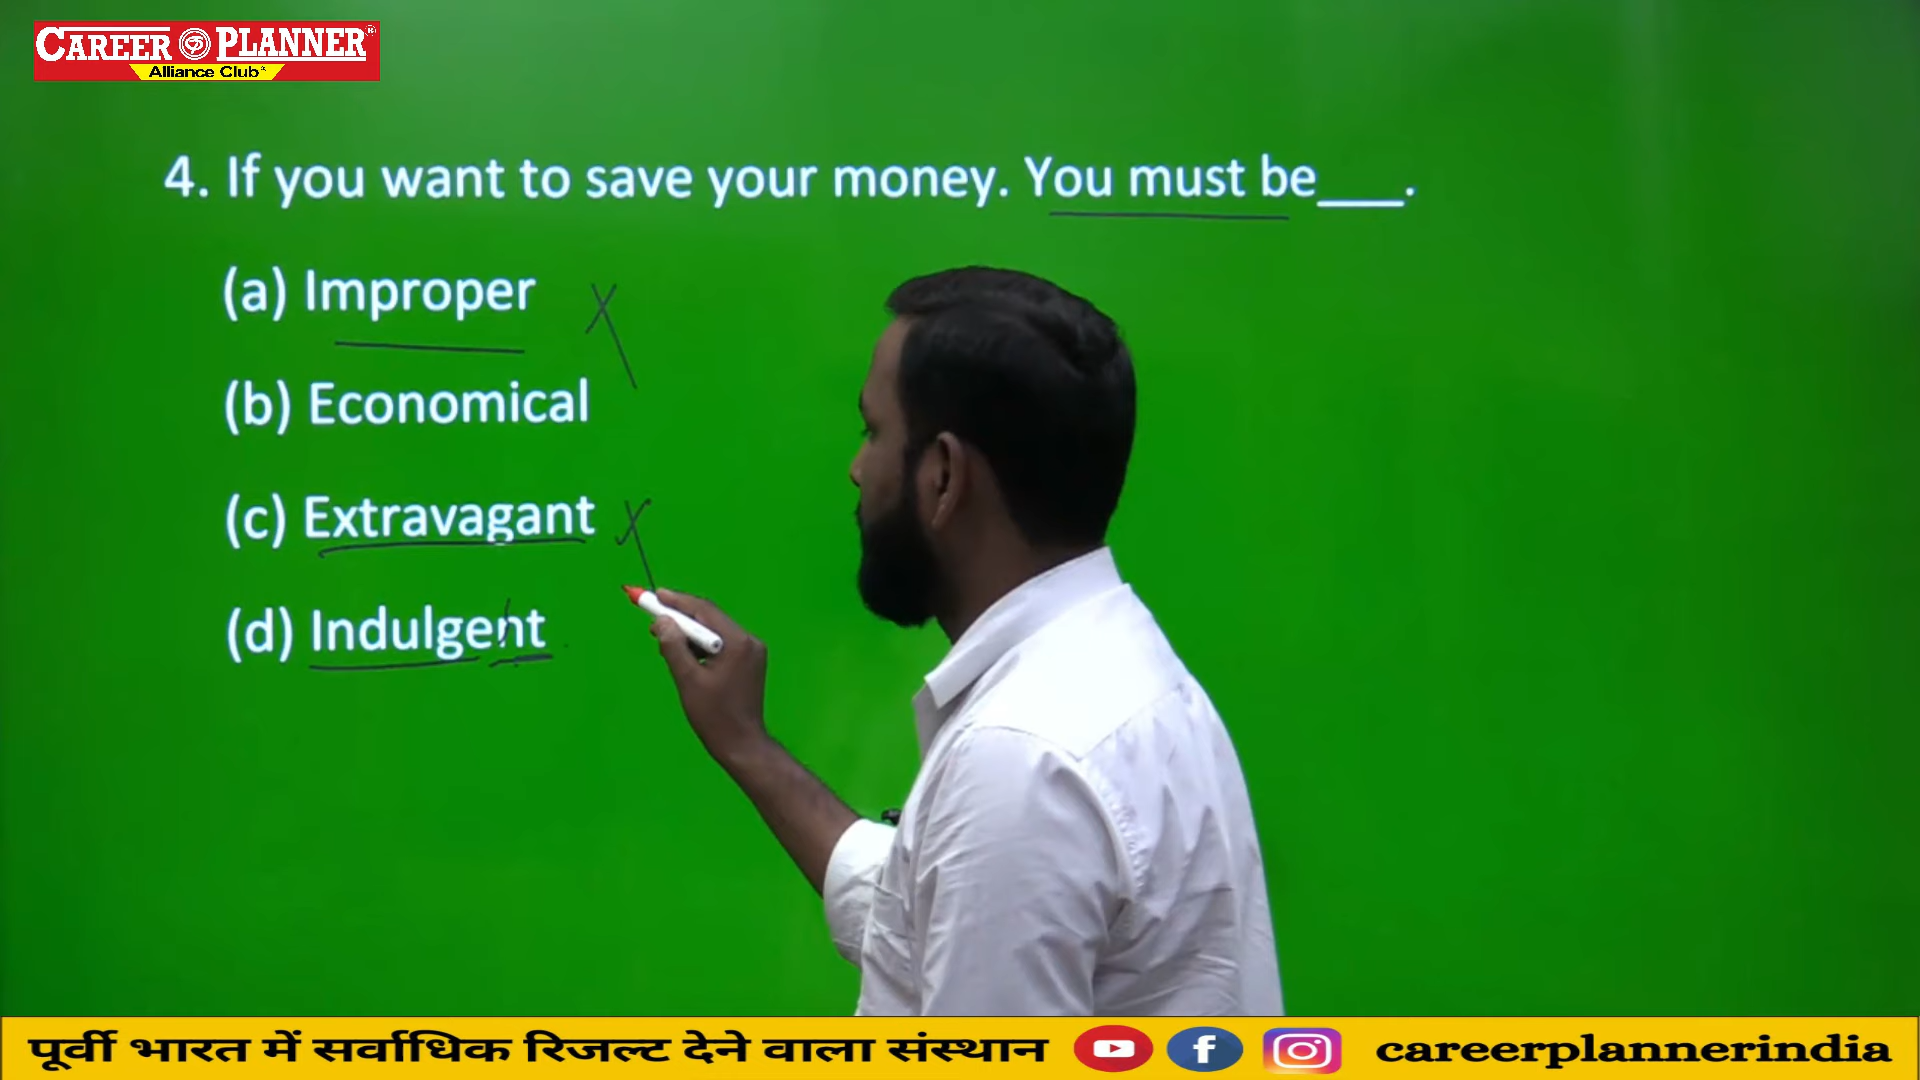 CAREER PLANNER®
Alliance Club
4. If you want to save your money. You must be___.
(a) Improper
(b) Economical
(c) Extravagant
(d) Indulgent
पूर्वी भारत में सर्वाधिक रिजल्ट देने वाला संस्थान careerplannerindia